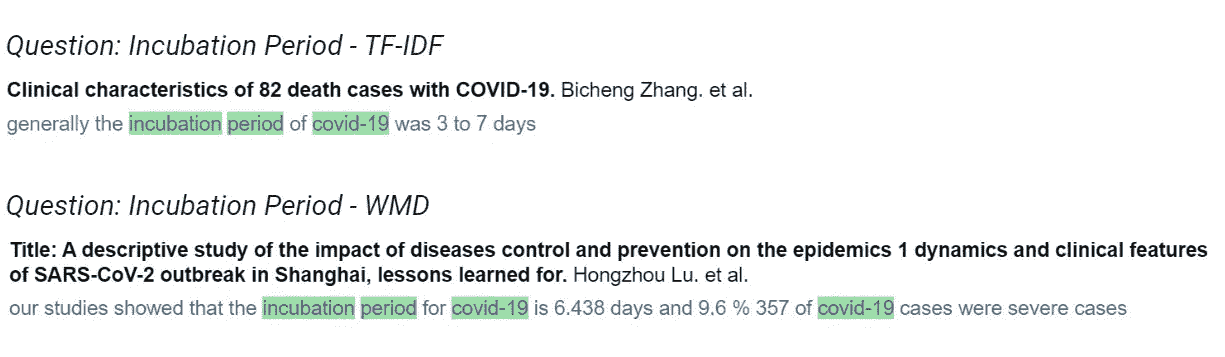 Question: Incubation Period - TF-IDF
Clinical characteristics of 82 death cases with COVID-19. Bicheng Zhang. et al.
generally the incubation period of covid-19 was 3 to 7 days
Question: Incubation Period - WMD
Title: A descriptive study of the impact of diseases control and prevention on the epidemics 1 dynamics and clinical features
of SARS-CoV-2 outbreak in Shanghai, lessons learned for. Hongzhou Lu. et al.
our studies showed that the incubation period for covid-19 is 6.438 days and 9.6 % 357 of covid-19 cases were severe cases